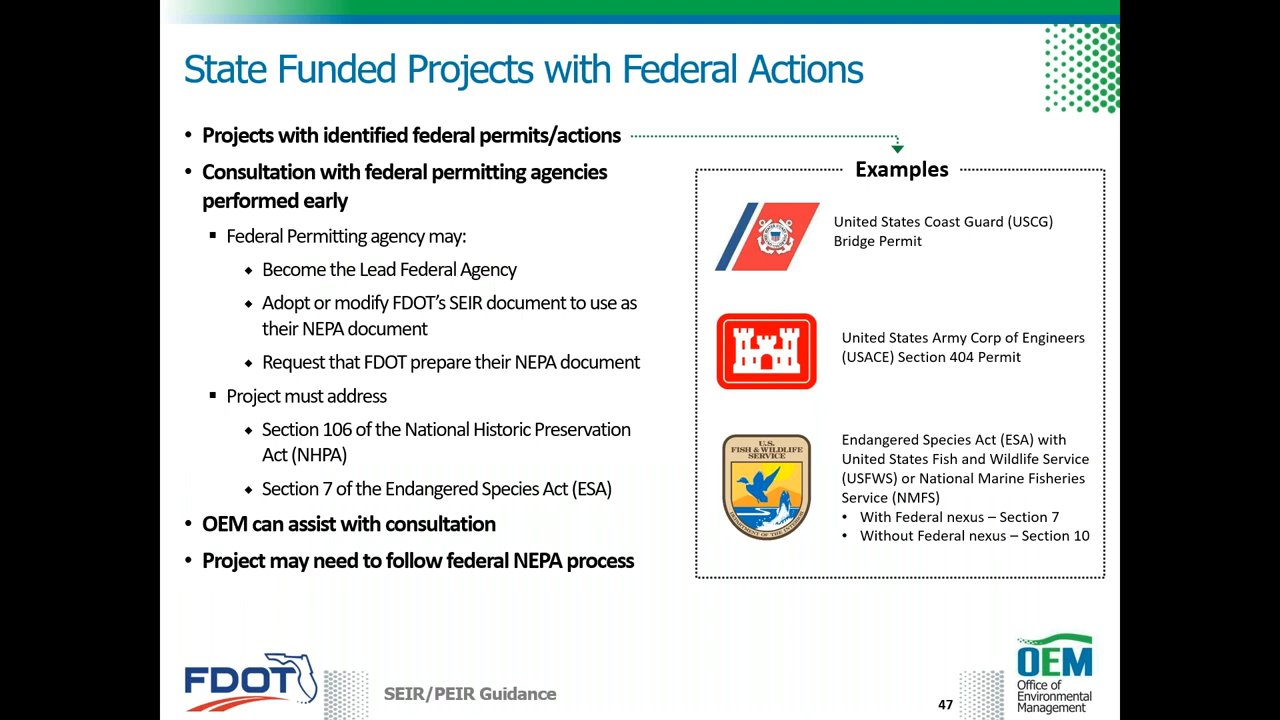 State Funded Projects with Federal Actions
• Projects with identified federal permits/actions
• Consultation with federal permitting agencies
performed early
▪ Federal Permitting agency may:
◆ Become the Lead Federal Agency
◆ Adopt or modify FDOT's SEIR document to use as
their NEPA document
◆ Request that FDOT prepare their NEPA document
▪ Project must address
◆ Section 106 of the National Historic Preservation
Act (NHPA)
◆ Section 7 of the Endangered Species Act (ESA)
• OEM can assist with consultation
• Project may need to follow federal NEPA process
Examples
United States Coast Guard (USCG)
Bridge Permit
United States Army Corp of Engineers
(USACE) Section 404 Permit
U.S.
FISH & WILDLIFE
SERVICE
DEPARTMENT OF THE INTERIOR
Endangered Species Act (ESA) with
United States Fish and Wildlife Service
(USFWS) or National Marine Fisheries
Service (NMFS)
• With Federal nexus – Section 7
• Without Federal nexus – Section 10
FDOT
SEIR/PEIR Guidance
47
OEM
Office of
Environmental
Management